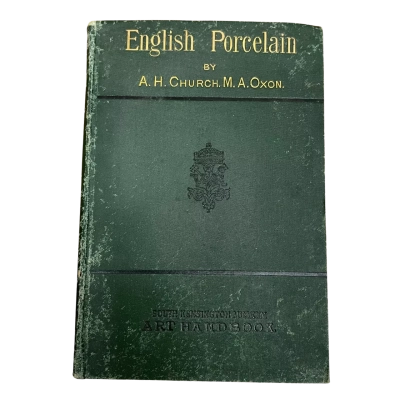 English Porcelain
BY
A. H. CHURCH. M. A. OXON.
SOUTH KENSINGTON MUSEUM
ART HANDBOOK